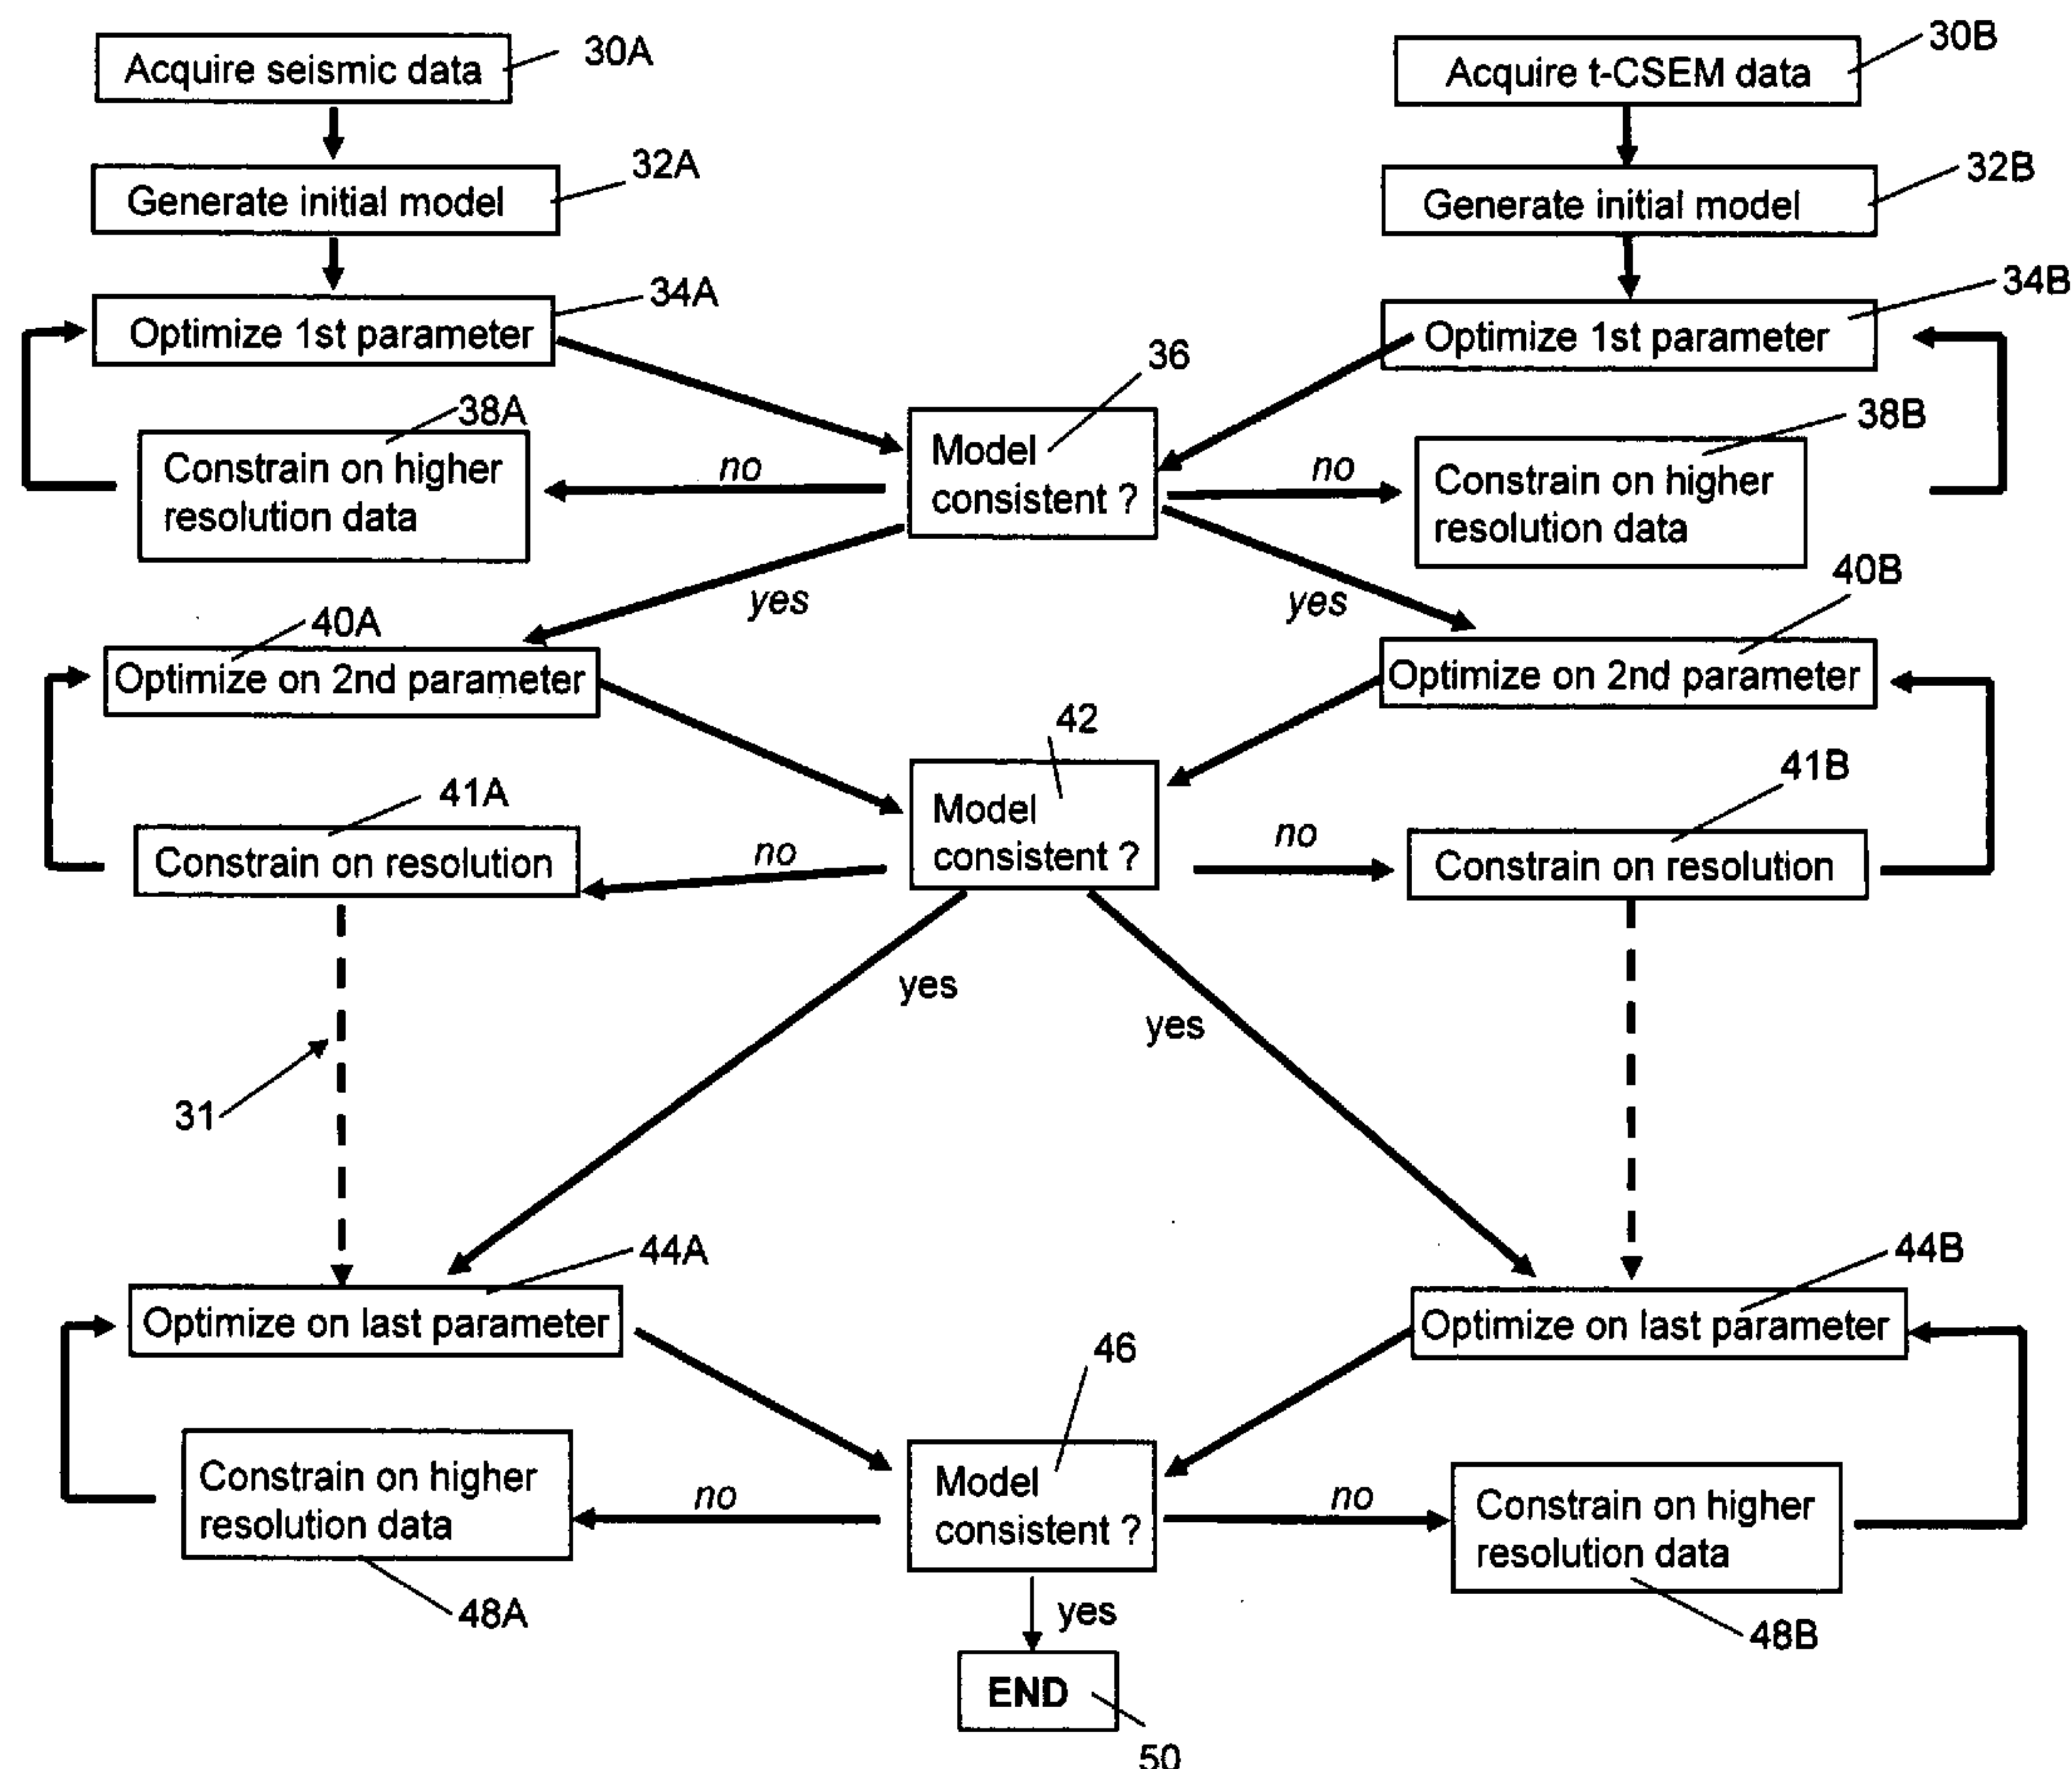 Acquire seismic data
30A
Acquire t-CSEM data
30B
Generate initial model
32A
Generate initial model
32B
Optimize 1st parameter
34A
Optimize 1st parameter
34B
36
Model
consistent ?
38A
Constrain on higher
resolution data
no
no
38B
Constrain on higher
resolution data
yes
yes
40A
Optimize on 2nd parameter
40B
Optimize on 2nd parameter
42
Model
consistent ?
41A
Constrain on resolution
no
no
41B
Constrain on resolution
yes
yes
31
44A
Optimize on last parameter
44B
Optimize on last parameter
46
Model
consistent ?
Constrain on higher
resolution data
48A
no
no
Constrain on higher
resolution data
48B
yes
END
50